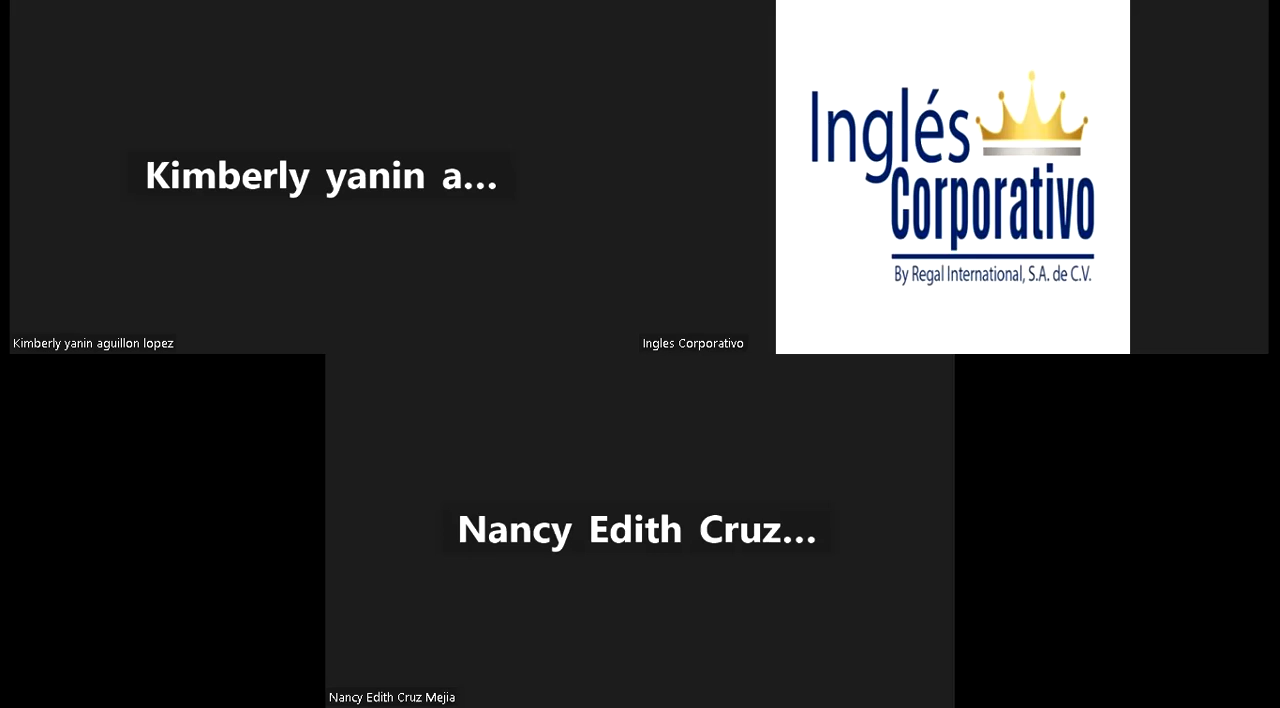 Kimberly yanin a...
Kimberly yanin aguillon lopez
Inglés
Corporativo
By Regal International, S.A. de C.V.
Ingles Corporativo
Nancy Edith Cruz...
Nancy Edith Cruz Mejia